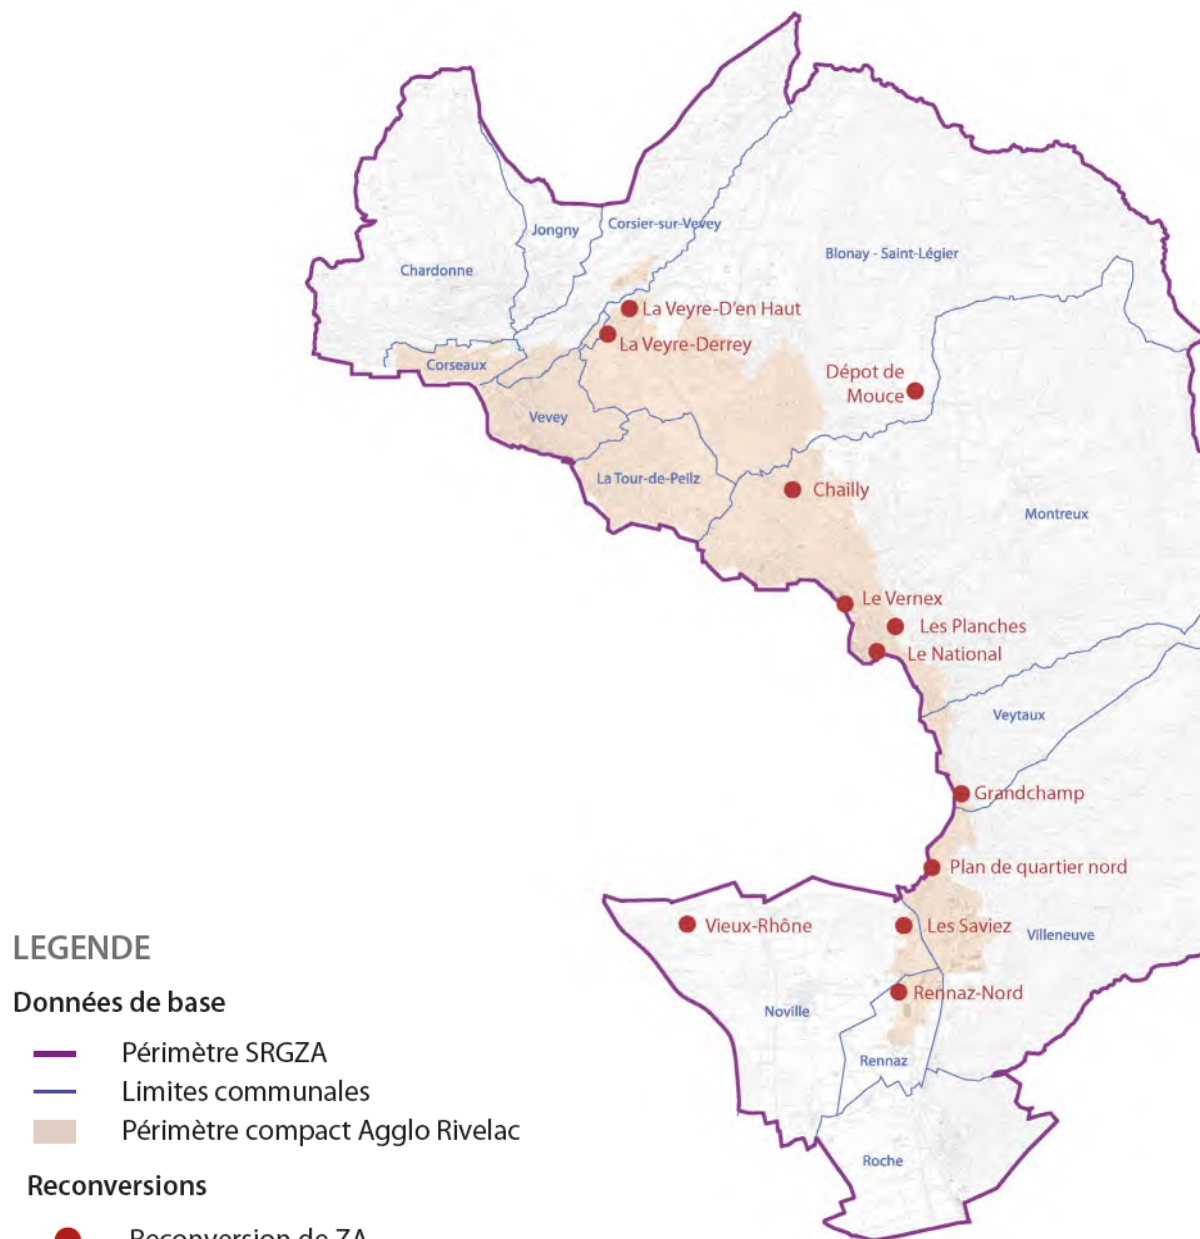 Corsier-sur-Vevey
Jongny
Blonay - Saint-Légier
Chardonne
La Veyre-D'en Haut
La Veyre-Derrey
Corseaux
Dépot de
Mouce
Vevey
La Tour-de-Peilz
Chailly
Montreux
Le Vernex
Les Planches
Le National
Veytaux
Grandchamp
Plan de quartier nord
Vieux-Rhône
Les Saviez
Villeneuve
Rennaz-Nord
Noville
Rennaz
Roche
LEGENDE
Données de base
Périmètre SRGZA
Limites communales
Périmètre compact Agglo Rivelac
Reconversions
Reconversion de ZA